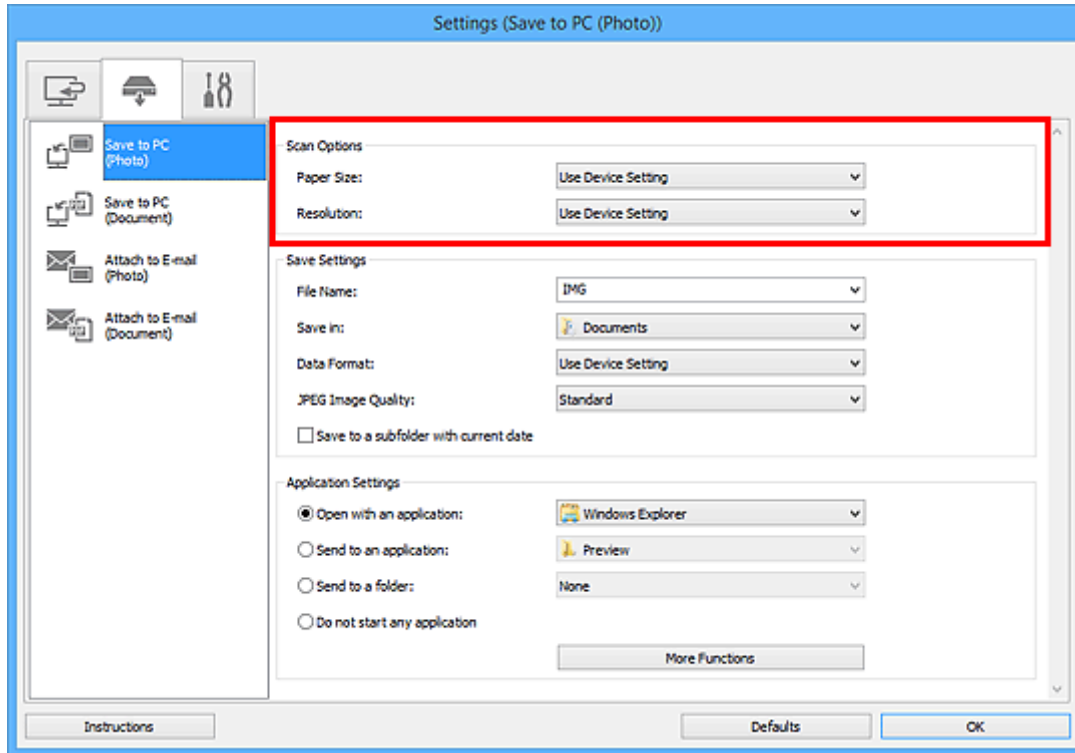 Settings (Save to PC (Photo))
Save to PC
(Photo)
Save to PC
(Document)
Attach to E-mail
(Photo)
Attach to E-mail
(Document)
Scan Options
Paper Size: Use Device Setting
Resolution: Use Device Setting
Save Settings
File Name: IMG
Save in: Documents
Data Format: Use Device Setting
JPEG Image Quality: Standard
Save to a subfolder with current date
Application Settings
Open with an application: Windows Explorer
Send to an application: Preview
Send to a folder: None
Do not start any application
More Functions
Instructions Defaults OK